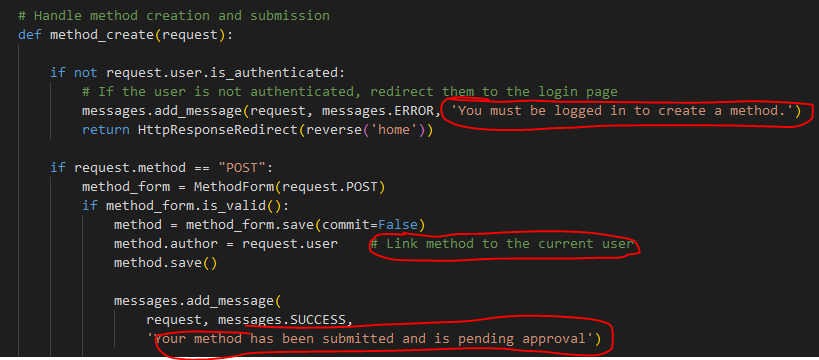 # Handle method creation and submission
def method_create(request):
if not request.user.is_authenticated:
# If the user is not authenticated, redirect them to the login page
messages.add_message(request, messages.ERROR, 'You must be logged in to create a method.')
return HttpResponseRedirect(reverse('home'))
if request.method == "POST":
method_form = MethodForm(request.POST)
if method_form.is_valid():
method = method_form.save(commit=False)
method.author = request.user # Link method to the current user
method.save()
messages.add_message(
request, messages.SUCCESS,
'Your method has been submitted and is pending approval')